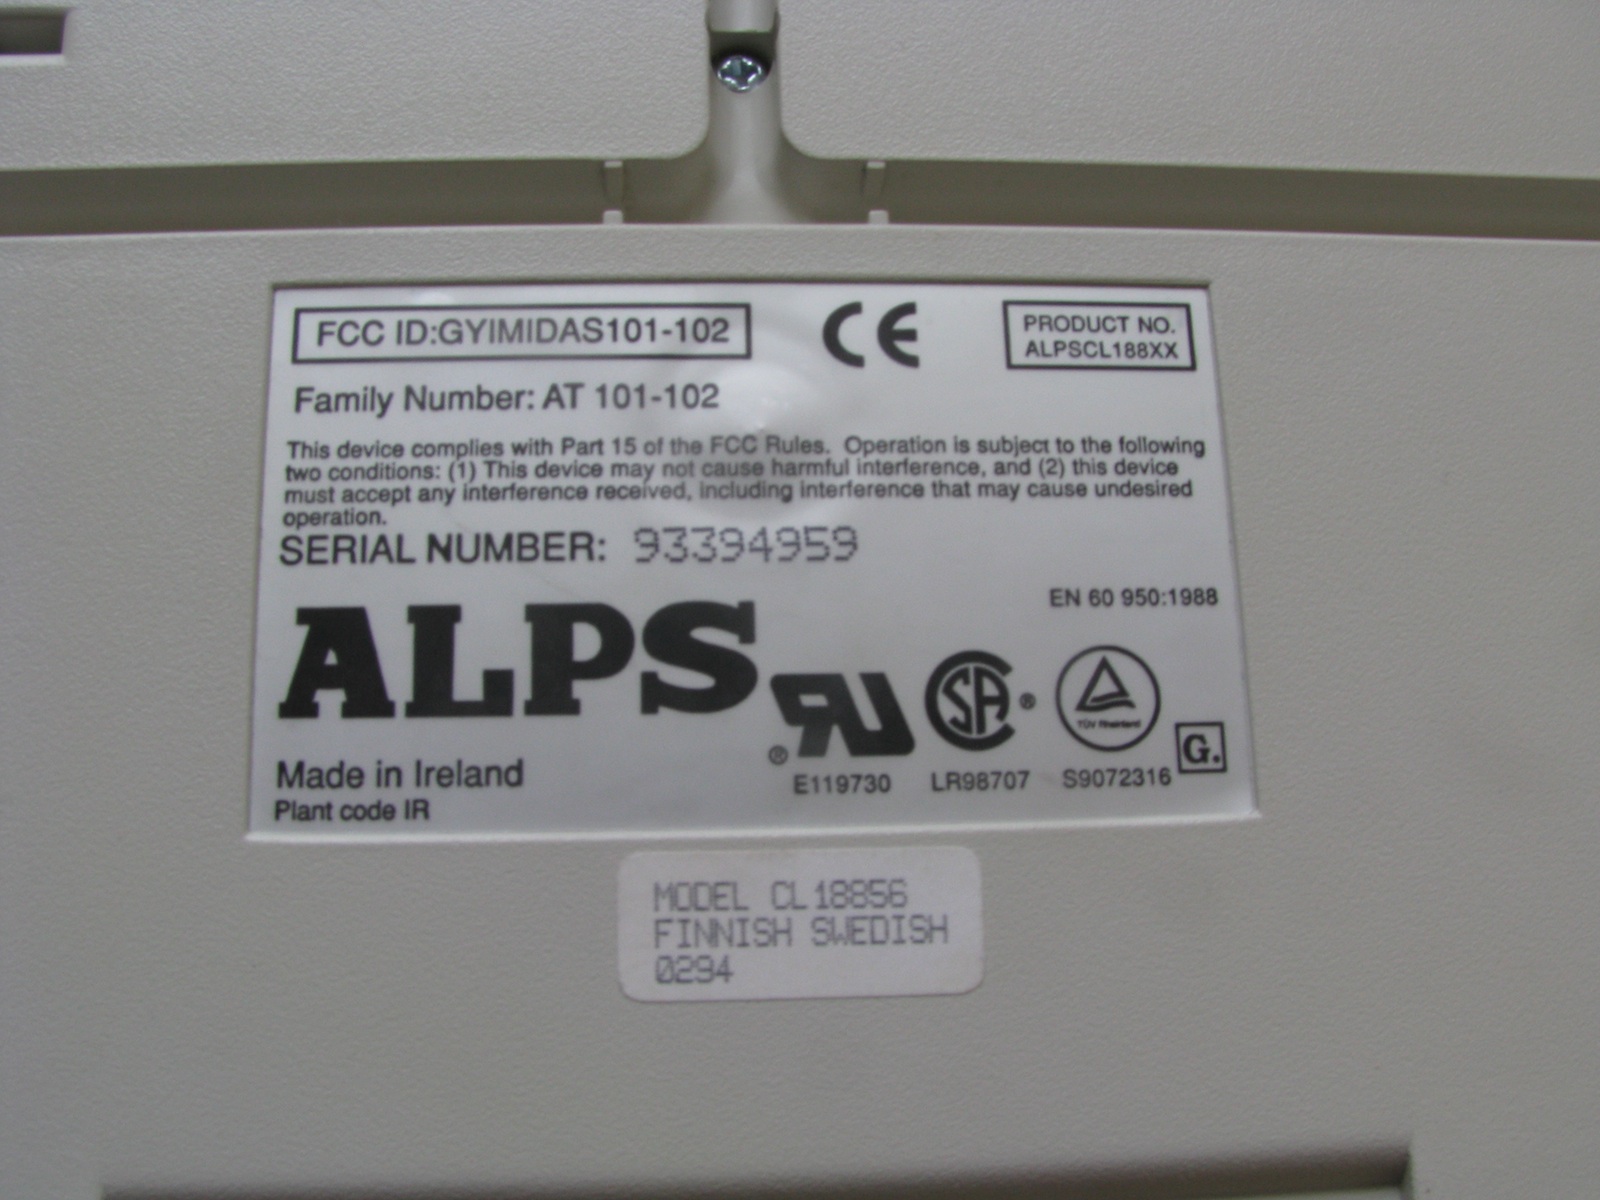 FCC ID:GYIMIDAS101-102
CE
PRODUCT NO.
ALPSCL188XX
Family Number: AT 101-102
This device complies with Part 15 of the FCC Rules. Operation is subject to the following
two conditions: (1) This device may not cause harmful interference, and (2) this device
must accept any interference received, including interference that may cause undesired
operation.
SERIAL NUMBER: 93394959
EN 60 950:1988
ALPS
RU ®
SA ®
TÜV Rheinland
G.
E119730 LR98707 S9072316
Made in Ireland
Plant code IR
MODEL CL18856
FINNISH SWEDISH
0294